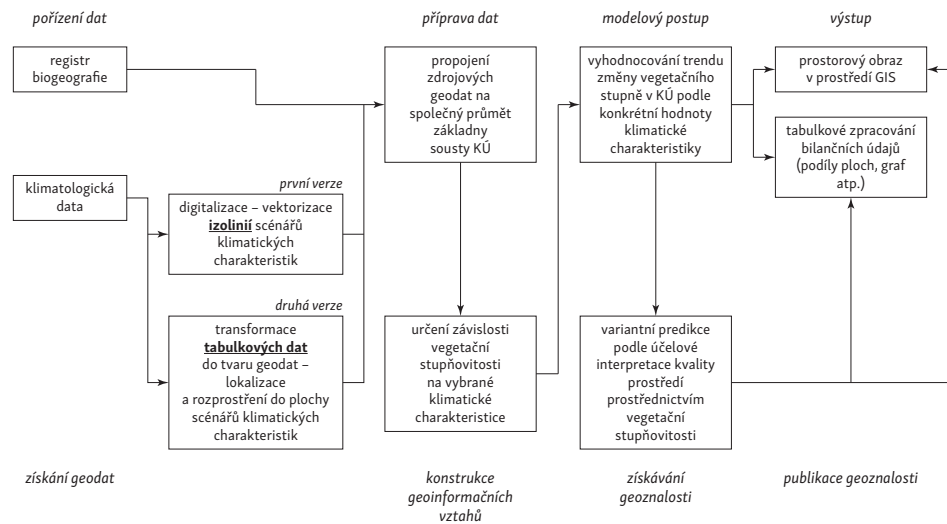 pořízení dat
příprava dat
modelový postup
výstup
registr
biogeografie
propojení
zdrojových
geodat na
společný průmět
základny
sousty KÚ
vyhodnocování trendu
změny vegetačního
stupně v KÚ podle
konkrétní hodnoty
klimatické
charakteristiky
prostorový obraz
v prostředí GIS
tabulkové zpracování
bilančních údajů
(podíly ploch, graf
atp.)
klimatologická
data
první verze
digitalizace – vektorizace
izolinií scénářů
klimatických
charakteristik
druhá verze
transformace
tabulkových dat
do tvaru geodat –
lokalizace
a rozprostření do plochy
scénářů klimatických
charakteristik
určení závislosti
vegetační
stupňovitosti
na vybrané
klimatické
charakteristice
variantní predikce
podle účelové
interpretace kvality
prostředí
prostřednictvím
vegetační
stupňovitosti
získání geodat
konstrukce
geoinformačních
vztahů
získávání
geoznalosti
publikace geoznalosti